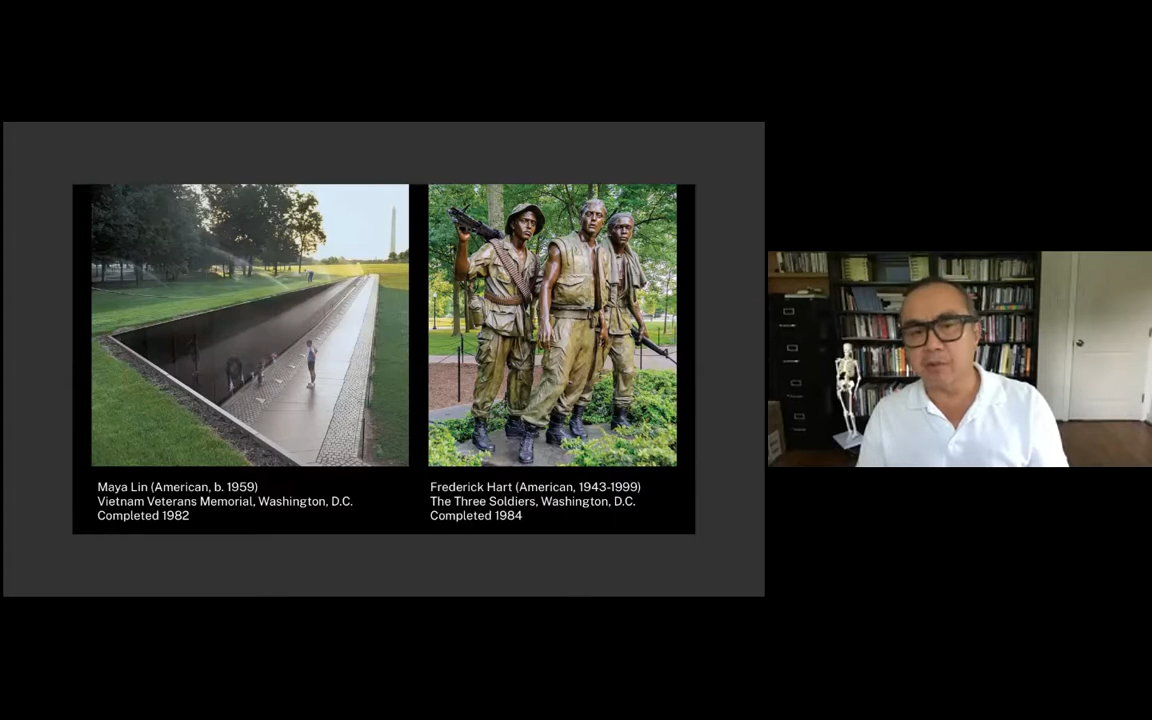 Maya Lin (American, b. 1959)
Vietnam Veterans Memorial, Washington, D.C.
Completed 1982
Frederick Hart (American, 1943-1999)
The Three Soldiers, Washington, D.C.
Completed 1984